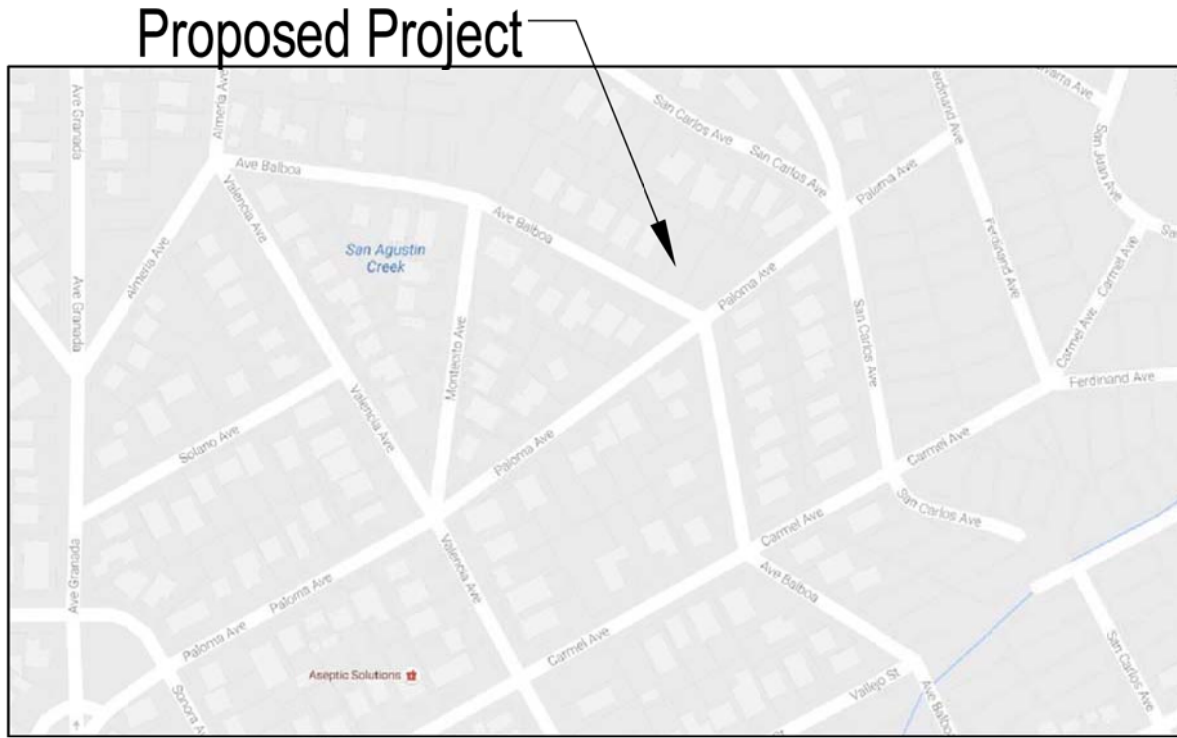 Proposed Project
Ave Granada
Almeria Ave
San Carlos Ave
San Carlos Ave
Ferdinand Ave
San Juan Ave
Paloma Ave
Ave Balboa
Valencia Ave
Ave Balboa
San Agustin
Creek
Almeria Ave
Ave Granada
Ferdinand Ave
Carmel Ave
Paloma Ave
Montecito Ave
San Carlos Ave
Carmel Ave
Ferdinand Ave
Valencia Ave
Solano Ave
Paloma Ave
Carmel Ave
San Carlos Ave
Carmel Ave
Valencia Ave
Ave Granada
Paloma Ave
Ave Balboa
Paloma Ave
Carmel Ave
San Carlos Ave
Aseptic Solutions
Vallejo St
Sonora
Ave Balboa